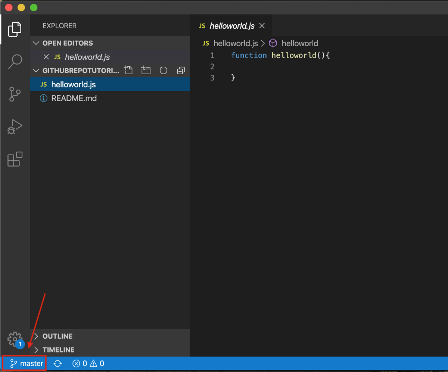 EXPLORER
OPEN EDITORS
JS helloworld.js
GITHUBREPOTUTORI...
JS helloworld.js
README.md
OUTLINE
TIMELINE
1
master
0 0
JS helloworld.js
JS helloworld.js > helloworld
1 function helloworld(){
2
3 }